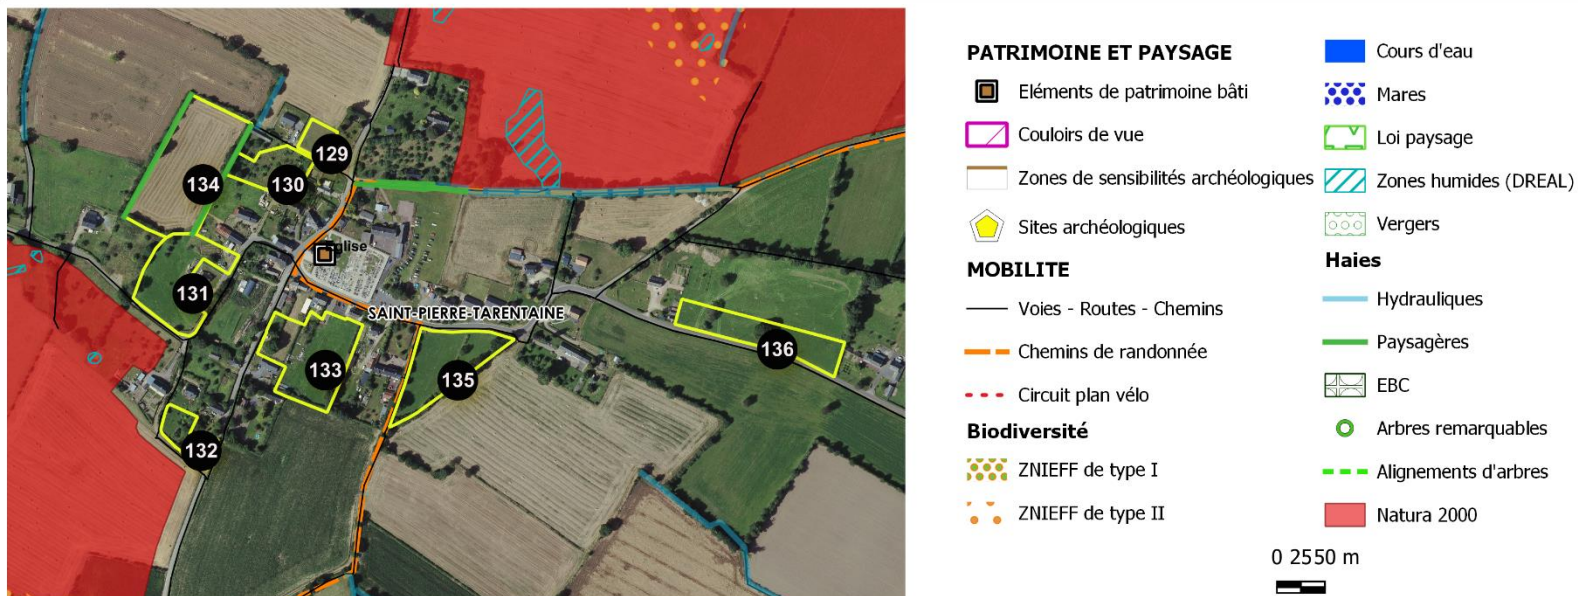 129
134
130
Eglise
131
SAINT-PIERRE-TARENTAINE
136
133
135
132
PATRIMOINE ET PAYSAGE
Eléments de patrimoine bâti
Couloirs de vue
Zones de sensibilités archéologiques
Sites archéologiques
MOBILITE
Voies - Routes - Chemins
Chemins de randonnée
Circuit plan vélo
Biodiversité
ZNIEFF de type I
ZNIEFF de type II
Cours d'eau
Mares
Loi paysage
Zones humides (DREAL)
Vergers
Haies
Hydrauliques
Paysagères
EBC
Arbres remarquables
Alignements d'arbres
Natura 2000
0 2550 m